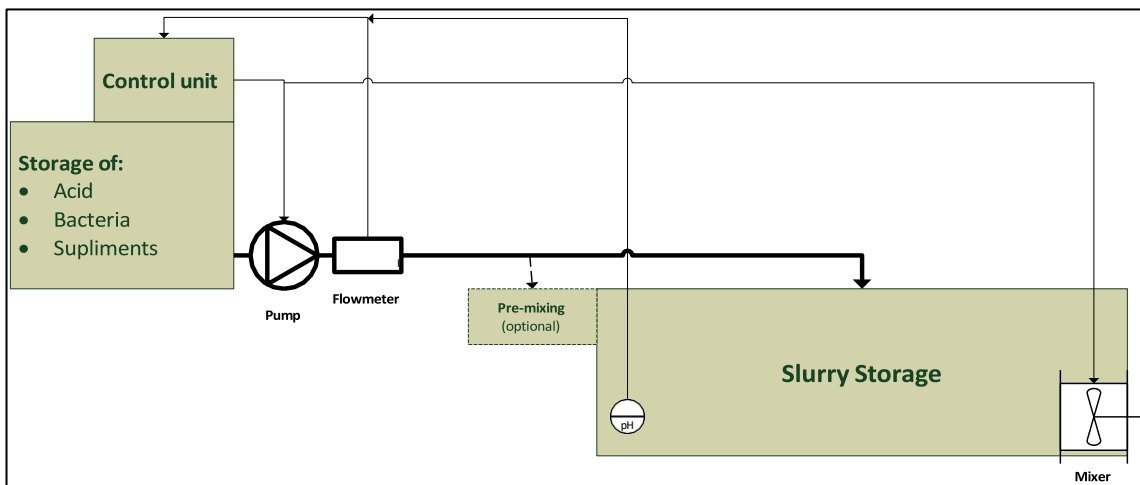 Control unit
Storage of:
• Acid
• Bacteria
• Supliments
Pump
Flowmeter
Pre-mixing
(optional)
Slurry Storage
pH
Mixer